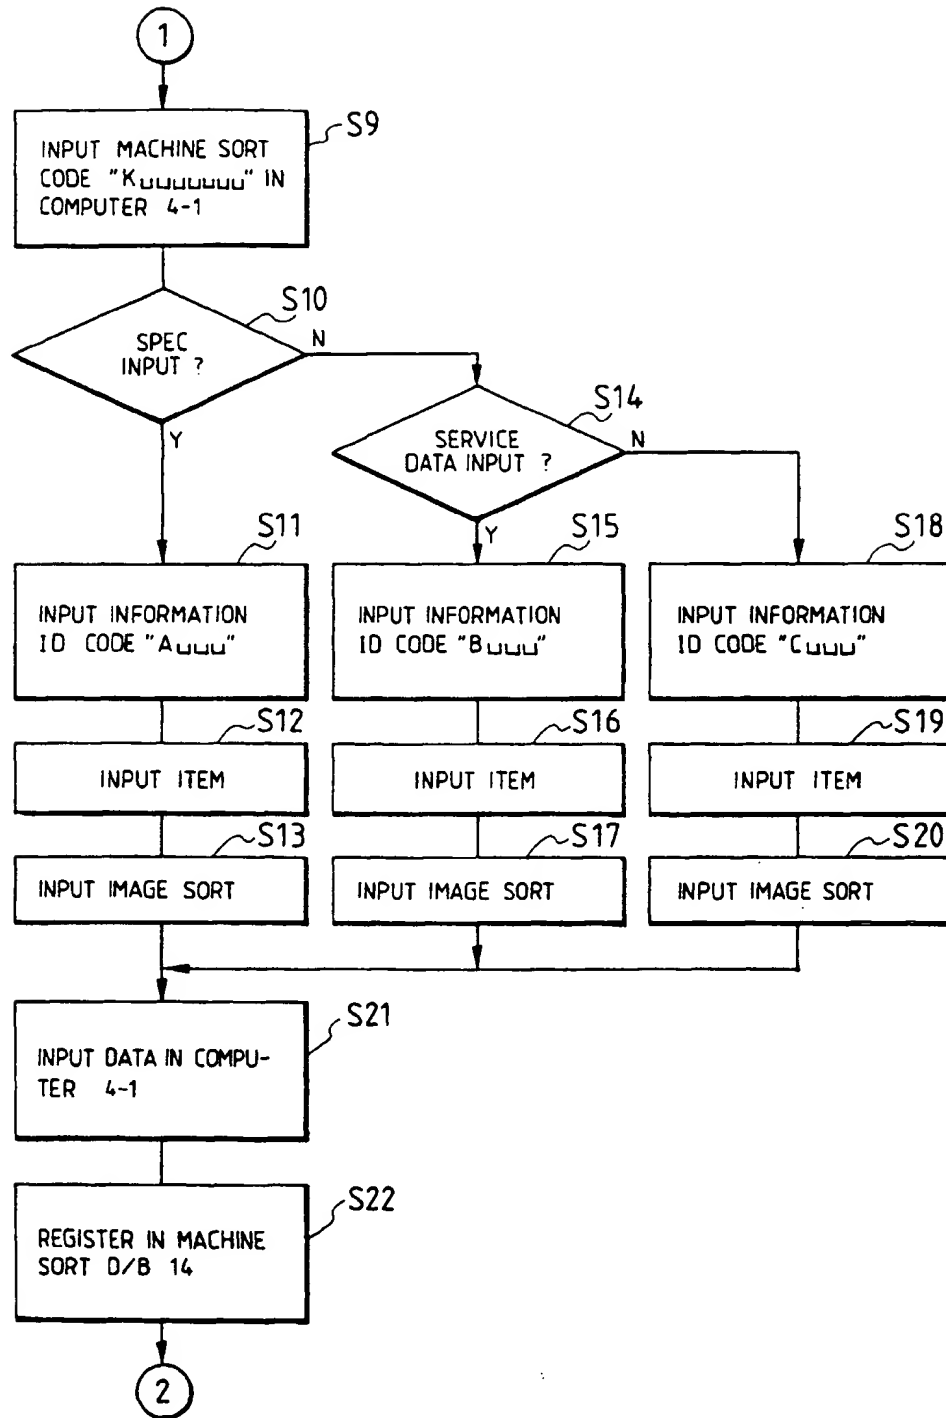 1
S9
INPUT MACHINE SORT
CODE "K␣␣␣␣␣␣␣" IN
COMPUTER 4-1
S10
SPEC
INPUT ?
N
Y
S14
SERVICE
DATA INPUT ?
N
Y
S11
INPUT INFORMATION
ID CODE "A␣␣␣"
S15
INPUT INFORMATION
ID CODE "B␣␣␣"
S18
INPUT INFORMATION
ID CODE "C␣␣␣"
S12
INPUT ITEM
S16
INPUT ITEM
S19
INPUT ITEM
S13
INPUT IMAGE SORT
S17
INPUT IMAGE SORT
S20
INPUT IMAGE SORT
S21
INPUT DATA IN COMPU-
TER 4-1
S22
REGISTER IN MACHINE
SORT D/B 14
2